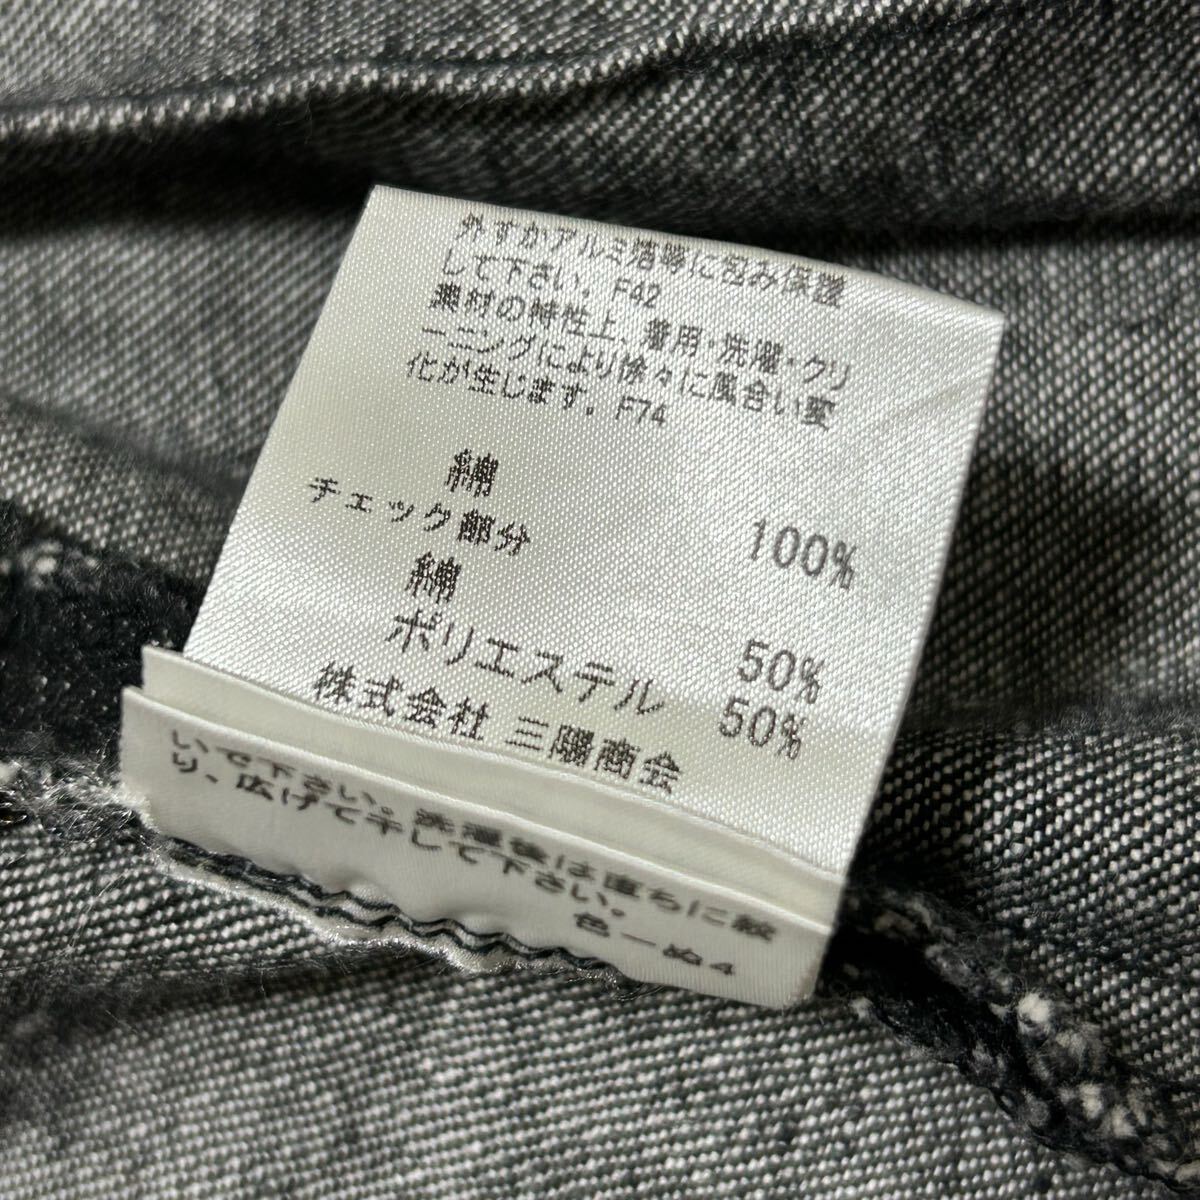 外すかアルミ箔等に包み保護
して下さい。F42
素材の特性上、着用・洗濯・クリ
ーニングにより徐々に風合い変
化が生じます。F74
綿 100%
チェック部分
綿 50%
ポリエステル 50%
株式会社 三陽商会
いで下さい。洗濯後は直ちに絞
り、広げて干して下さい。
色ーぬ4